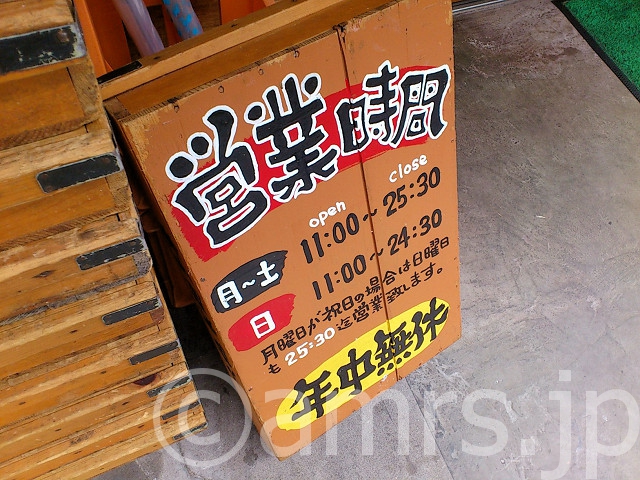 営業時間
open close
月～土 11:00～25:30
日 11:00～24:30
月曜日が祝日の場合は日曜日
も25:30迄営業致します。
年中無休
©amrs.jp